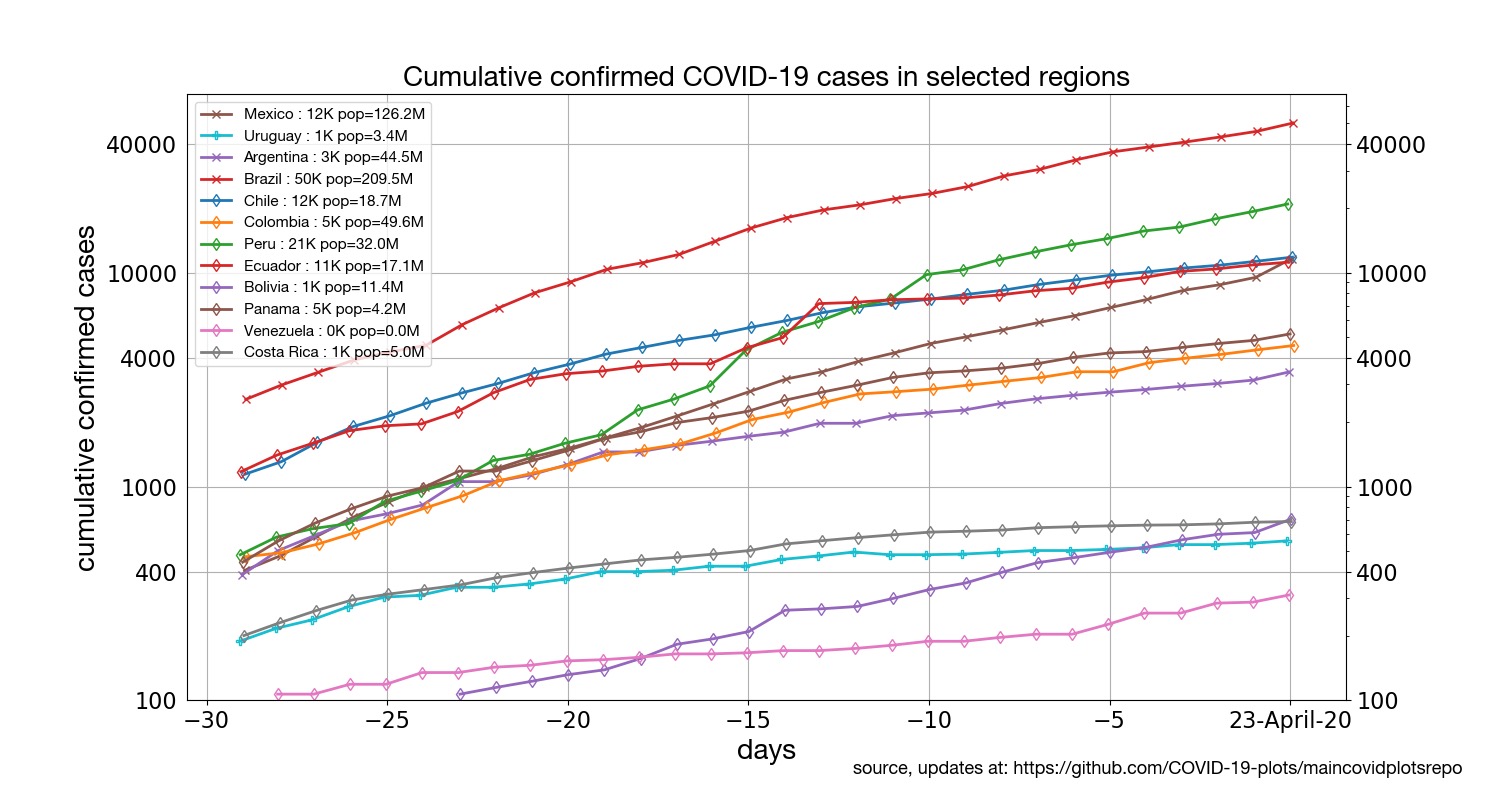 Cumulative confirmed COVID-19 cases in selected regions
Mexico : 12K pop=126.2M
Uruguay : 1K pop=3.4M
Argentina : 3K pop=44.5M
Brazil : 50K pop=209.5M
Chile : 12K pop=18.7M
Colombia : 5K pop=49.6M
Peru : 21K pop=32.0M
Ecuador : 11K pop=17.1M
Bolivia : 1K pop=11.4M
Panama : 5K pop=4.2M
Venezuela : 0K pop=0.0M
Costa Rica : 1K pop=5.0M
cumulative confirmed cases
40000
10000
4000
1000
400
100
40000
10000
4000
1000
400
100
−30 −25 −20 −15 −10 −5 23-April-20
days
source, updates at: https://github.com/COVID-19-plots/maincovidplotsrepo